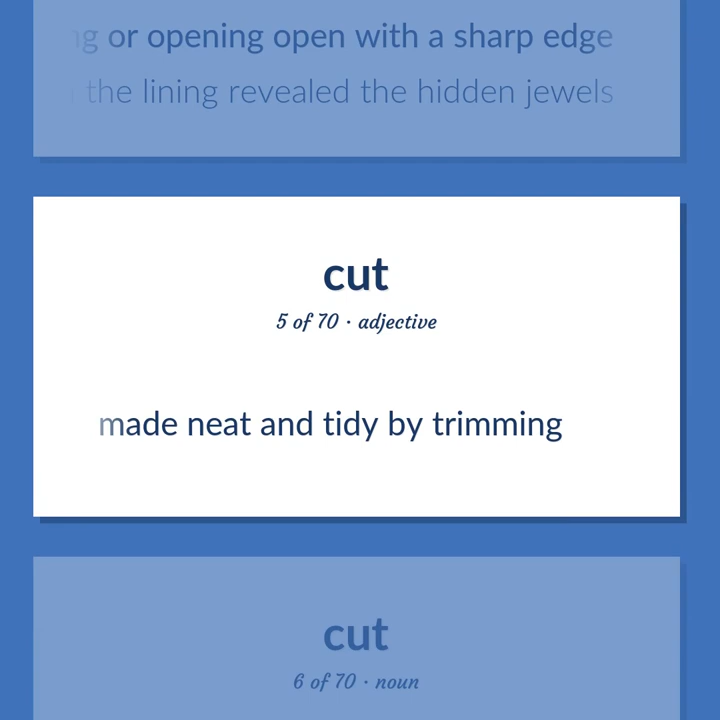 or opening open with a sharp edge
the lining revealed the hidden jewels
cut
5 of 70 · adjective
made neat and tidy by trimming
cut
6 of 70 · noun